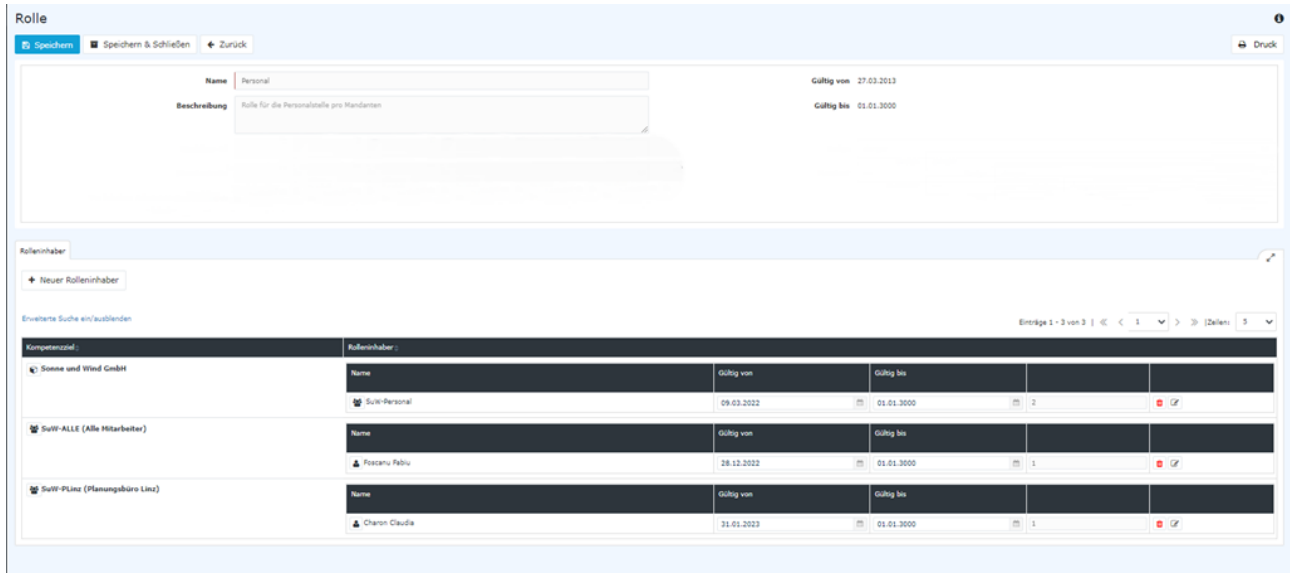 Rolle
Speichern Speichern & Schließen Zurück Druck
Name Personal Gültig von 27.03.2013
Beschreibung Rolle für die Personalstelle pro Mandanten Gültig bis 01.01.3000
Rolleninhaber
+ Neuer Rolleninhaber
Erweiterte Suche ein/ausblenden Einträge 1 - 3 von 3 | 1 |Zeilen: 5
Kompetenzziel Rolleninhaber
Sonne und Wind GmbH
Name Gültig von Gültig bis
SuW-Personal 09.03.2022 01.01.3000 2
SuW-ALLE (Alle Mitarbeiter)
Name Gültig von Gültig bis
Foscanu Fabiu 28.12.2022 01.01.3000 1
SuW-PLinz (Planungsbüro Linz)
Name Gültig von Gültig bis
Charon Claudia 31.01.2023 01.01.3000 1